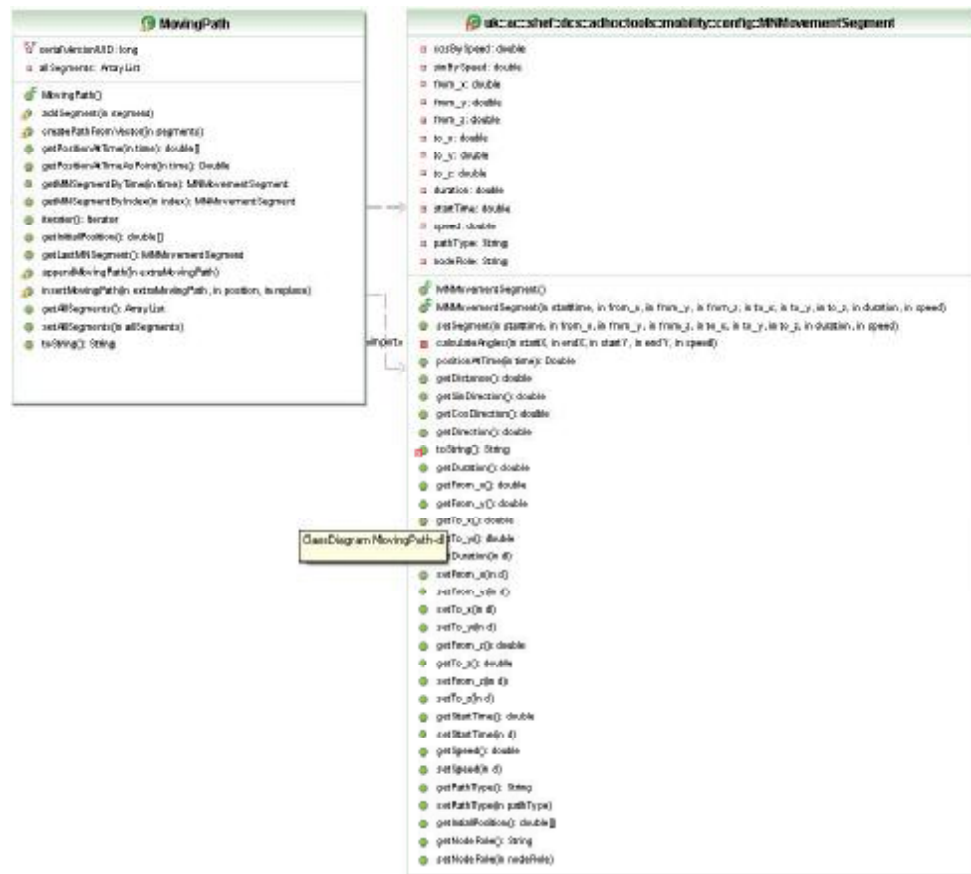 MovingPath
serialVersionUID: long
allSegments: ArrayList
MovingPath()
addSegment(in segment)
createPathFromVector(in segments)
getPositionAtTime(in time): double[]
getPositionAtTimeAsPoint(in time): Double
getMNSegmentByTime(in time): MNMovementSegment
getMNSegmentByIndex(in index): MNMovementSegment
iterator(): Iterator
getInitialPosition(): double[]
getLastMNSegment(): MNMovementSegment
appendMovingPath(in extraMovingPath)
insertMovingPath(in extraMovingPath, in position, in replace)
getAllSegments(): ArrayList
setAllSegments(in allSegments)
toString(): String
uk::ac::shef::dcs::adhoctools::mobility::config::MNMovementSegment
cosBySpeed: double
sinBySpeed: double
from_x: double
from_y: double
from_z: double
to_x: double
to_y: double
to_z: double
duration: double
startTime: double
speed: double
pathType: String
nodeRole: String
MNMovementSegment()
MNMovementSegment(in starttime, in from_x, in from_y, in from_z, in to_x, in to_y, in to_z, in duration, in speed)
setSegment(in starttime, in from_x, in from_y, in from_z, in to_x, in to_y, in to_z, in duration, in speed)
calculateAngles(in startX, in endX, in startY, in endY, in speed)
positionAtTime(in time): Double
getDistance(): double
getSinDirection(): double
getCosDirection(): double
getDirection(): double
toString(): String
getDuration(): double
getFrom_x(): double
getFrom_y(): double
getTo_x(): double
To_y(): double
Duration(in d)
setFrom_x(in d)
setFrom_y(in d)
setTo_x(in d)
setTo_y(in d)
getFrom_z(): double
getTo_z(): double
setFrom_z(in d)
setTo_z(in d)
getStartTime(): double
setStartTime(in d)
getSpeed(): double
setSpeed(in d)
getPathType(): String
setPathType(in pathType)
getInitialPosition(): double[]
getNodeRole(): String
setNodeRole(in nodeRole)
ClassDiagram MovingPath-d